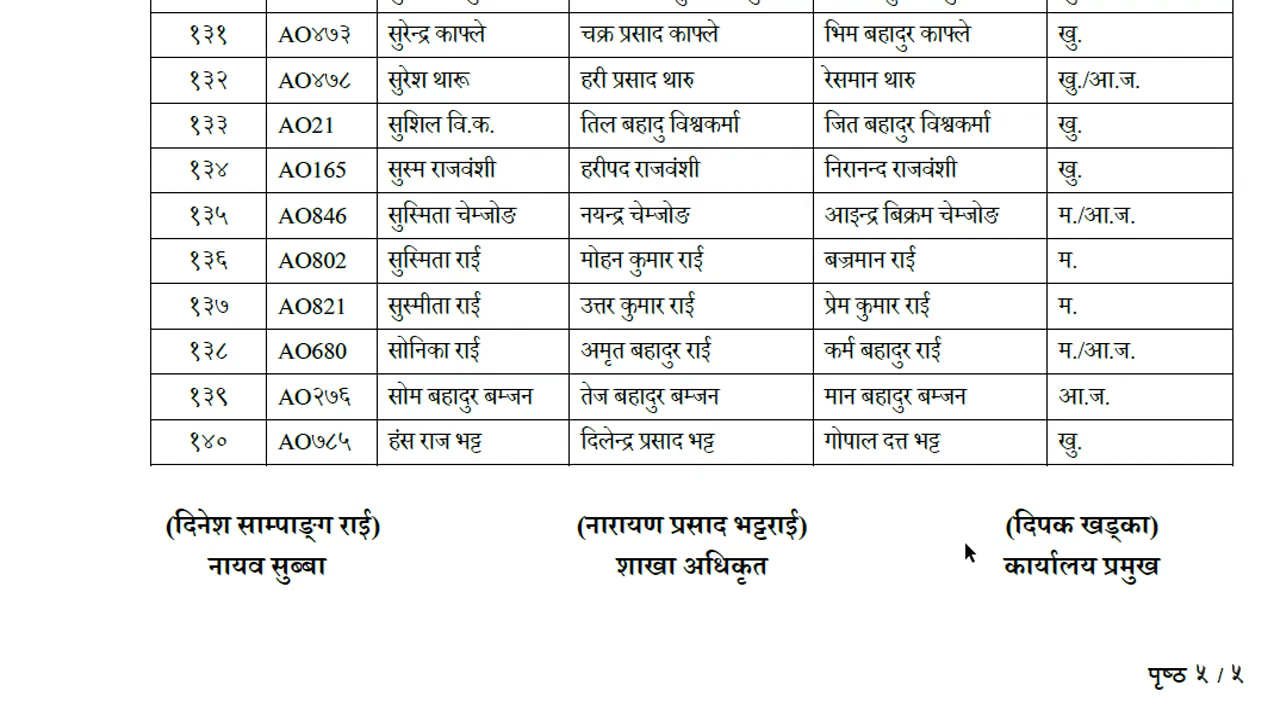 १३१ AO४७३ सुरेन्द्र काफ्ले चक्र प्रसाद काफ्ले भिम बहादुर काफ्ले खु.
१३२ AO४७८ सुरेश थारू हरी प्रसाद थारु रेसमान थारु खु./आ.ज.
१३३ AO21 सुशिल वि.क. तिल बहादु विश्वकर्मा जित बहादुर विश्वकर्मा खु.
१३४ AO165 सुस्म राजवंशी हरीपद राजवंशी निरानन्द राजवंशी खु.
१३५ AO846 सुस्मिता चेम्जोङ नयन्द्र चेम्जोङ आइन्द्र बिक्रम चेम्जोङ म./आ.ज.
१३६ AO802 सुस्मिता राई मोहन कुमार राई बज्रमान राई म.
१३७ AO821 सुस्मीता राई उत्तर कुमार राई प्रेम कुमार राई म.
१३८ AO680 सोनिका राई अमृत बहादुर राई कर्म बहादुर राई म./आ.ज.
१३९ AO२७६ सोम बहादुर बम्जन तेज बहादुर बम्जन मान बहादुर बम्जन आ.ज.
१४० AO७८५ हंस राज भट्ट दिलेन्द्र प्रसाद भट्ट गोपाल दत्त भट्ट खु.
(दिनेश साम्पाङ्ग राई) (नारायण प्रसाद भट्टराई) (दिपक खड्का)
नायव सुब्बा शाखा अधिकृत कार्यालय प्रमुख
पृष्ठ ५ / ५